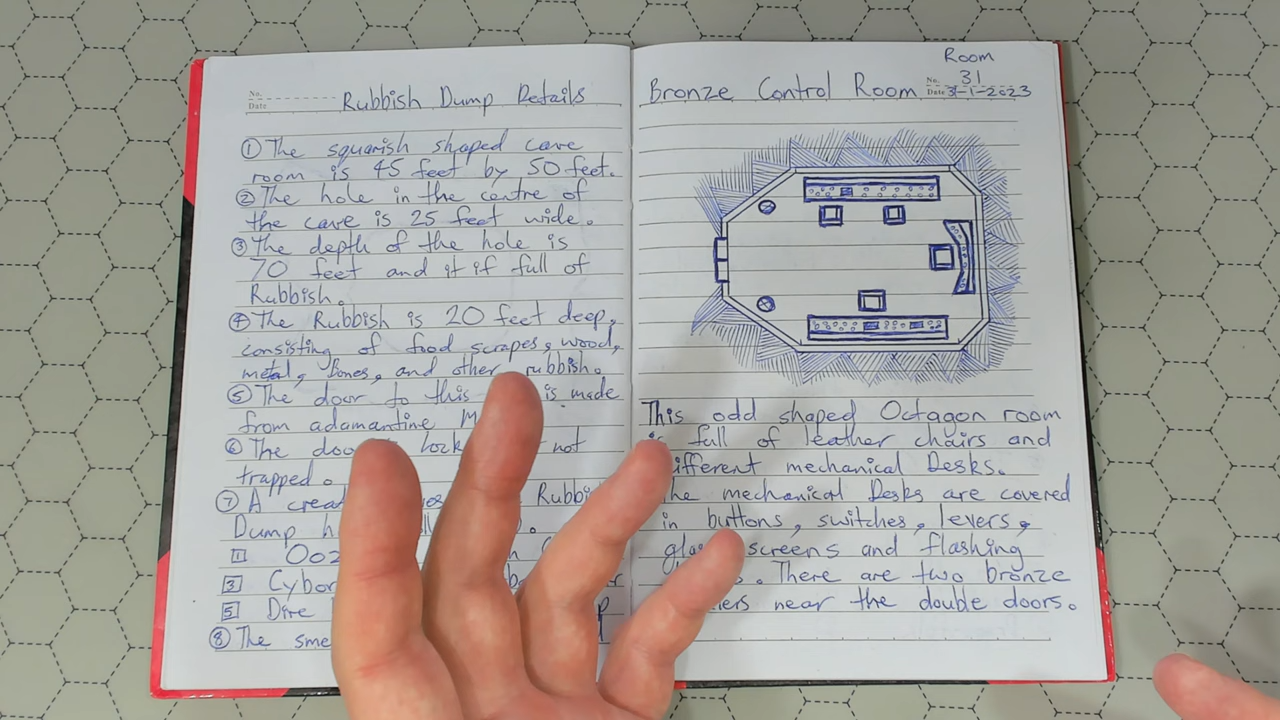 No.
Date
Rubbish Dump Details
① The squarish shaped cave
room is 45 feet by 50 feet.
② The hole in the centre of
the cave is 25 feet wide.
③ The depth of the hole is
70 feet and it if full of
Rubbish.
④ The Rubbish is 20 feet deep,
consisting of food scrapes, wood,
metal, Bones, and other rubbish.
⑤ The door to this is made
from adamantine
⑥ The not
trapped.
⑦ A
Dump
1
3
5 Dire
⑧ The
Room
No. 31
Date 31-1-2023
Bronze Control Room
This odd shaped Octagon room
is full of leather chairs and
mechanical Desks.
The mechanical Desks are covered
in buttons, switches, levers,
screens and flashing
. There are two bronze
near the double doors.